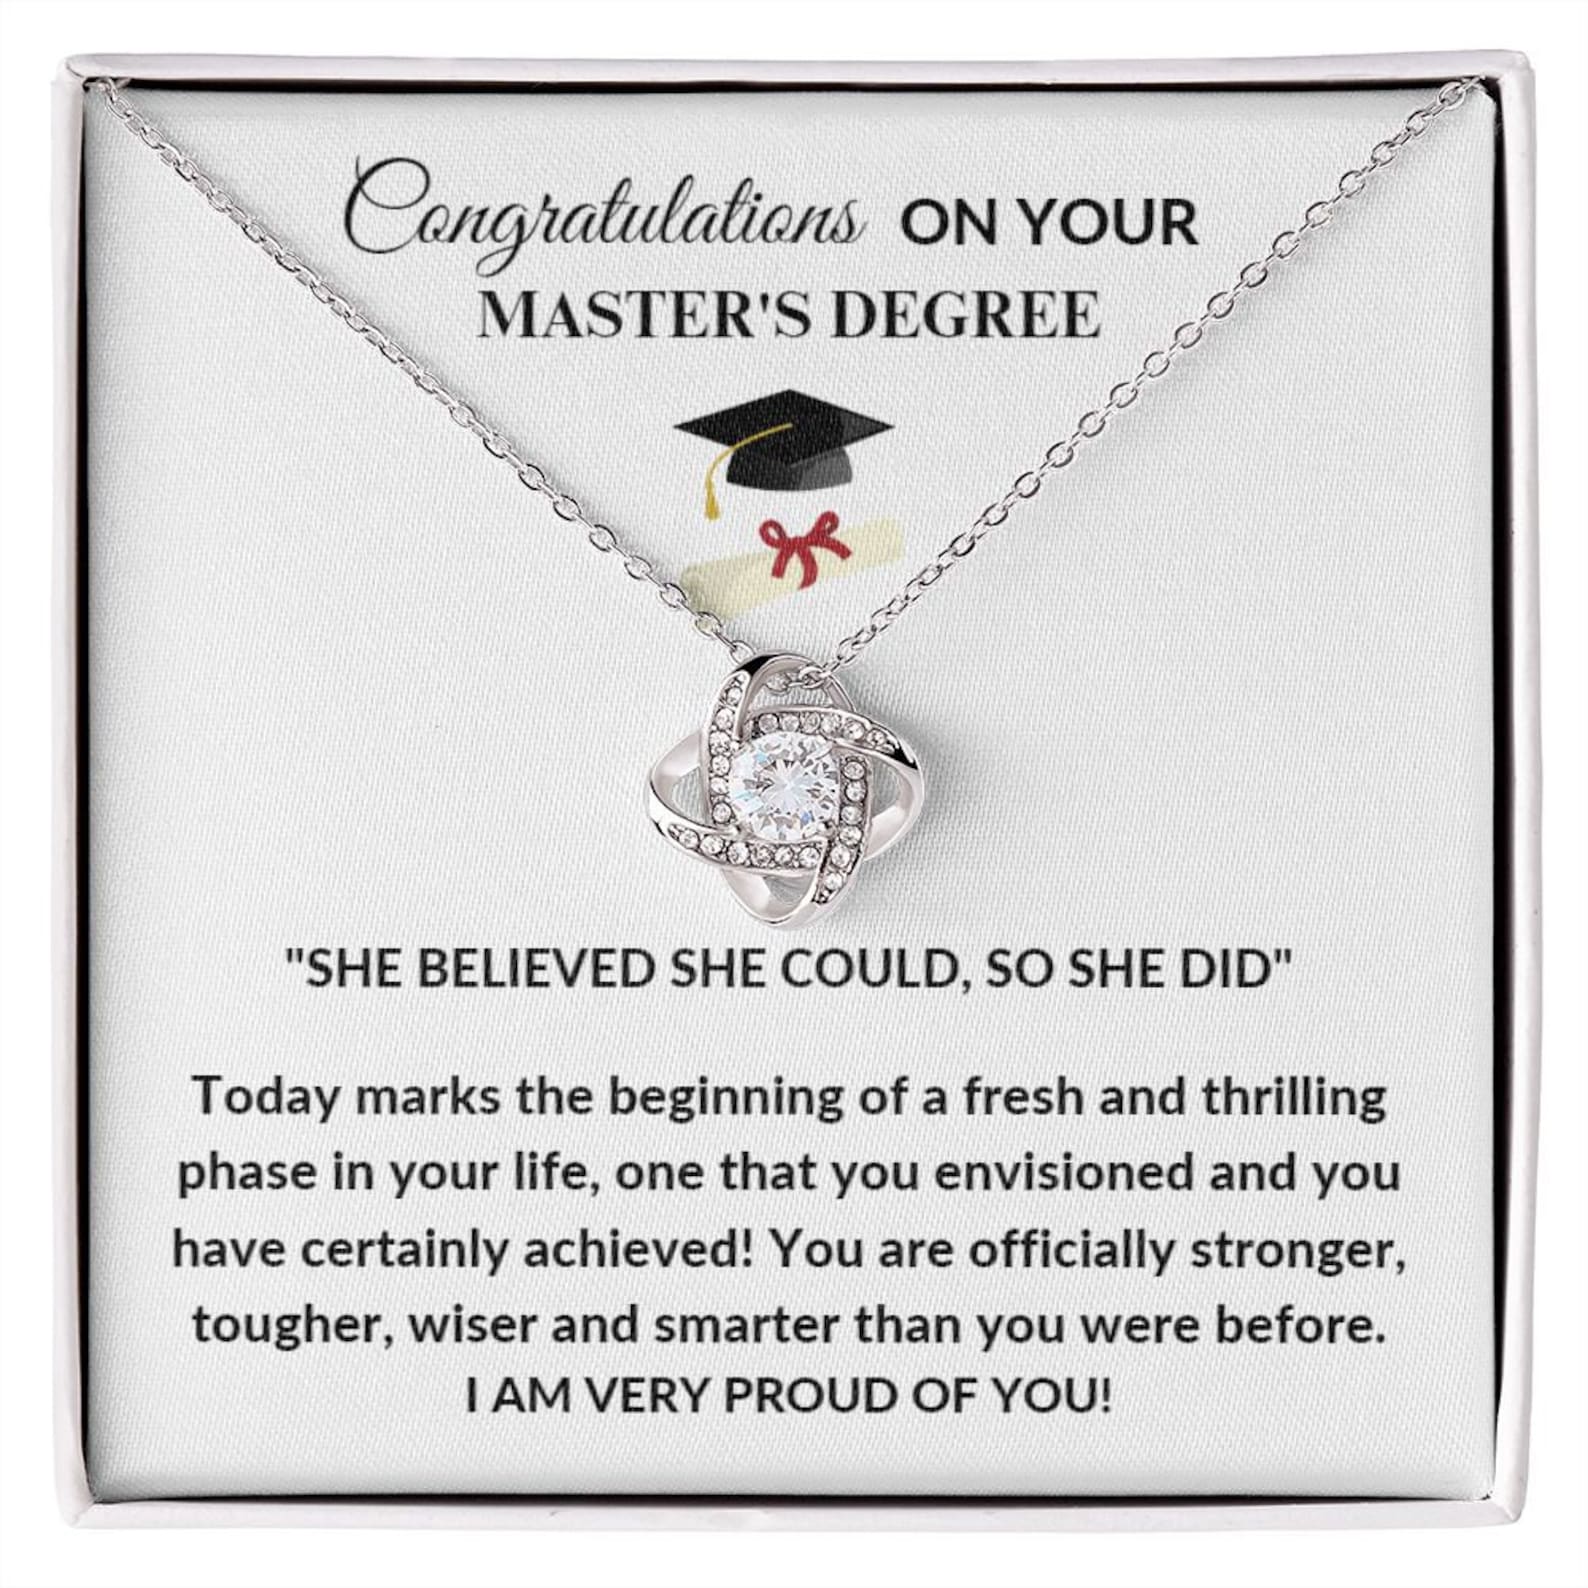 Congratulations ON YOUR
MASTER'S DEGREE
"SHE BELIEVED SHE COULD, SO SHE DID"
Today marks the beginning of a fresh and thrilling
phase in your life, one that you envisioned and you
have certainly achieved! You are officially stronger,
tougher, wiser and smarter than you were before.
I AM VERY PROUD OF YOU!